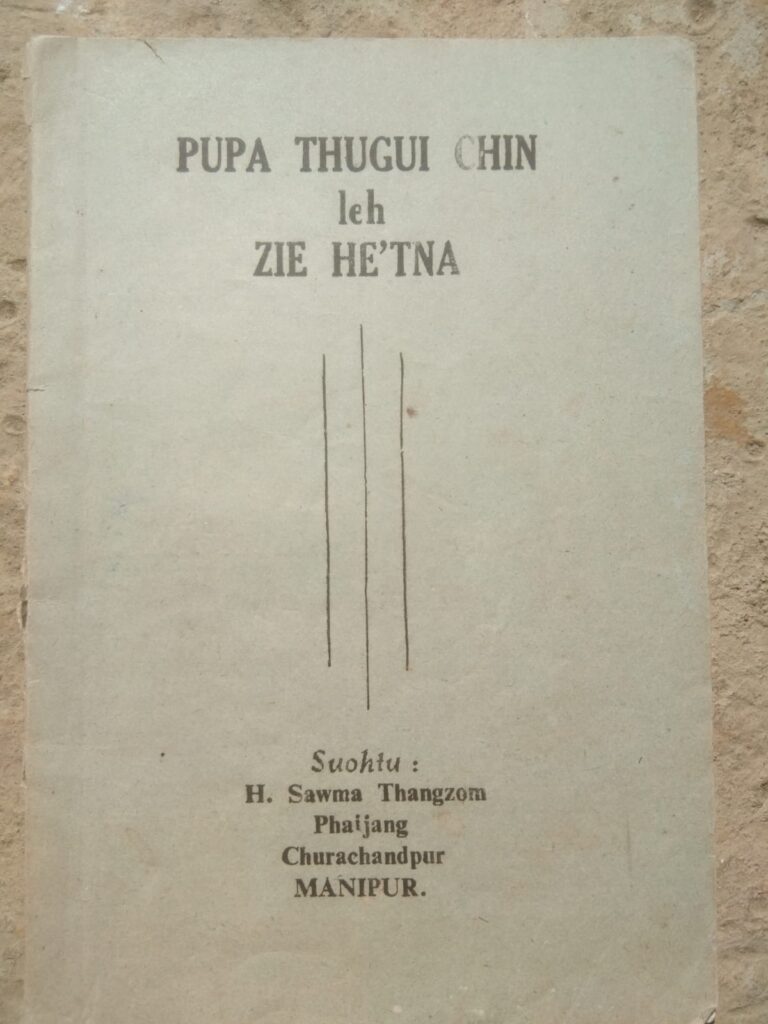 PUPA THUGUI CHIN
leh
ZIE HE'TNA
Suohtu :
H. Sawma Thangzom
Phaijang
Churachandpur
MANIPUR.